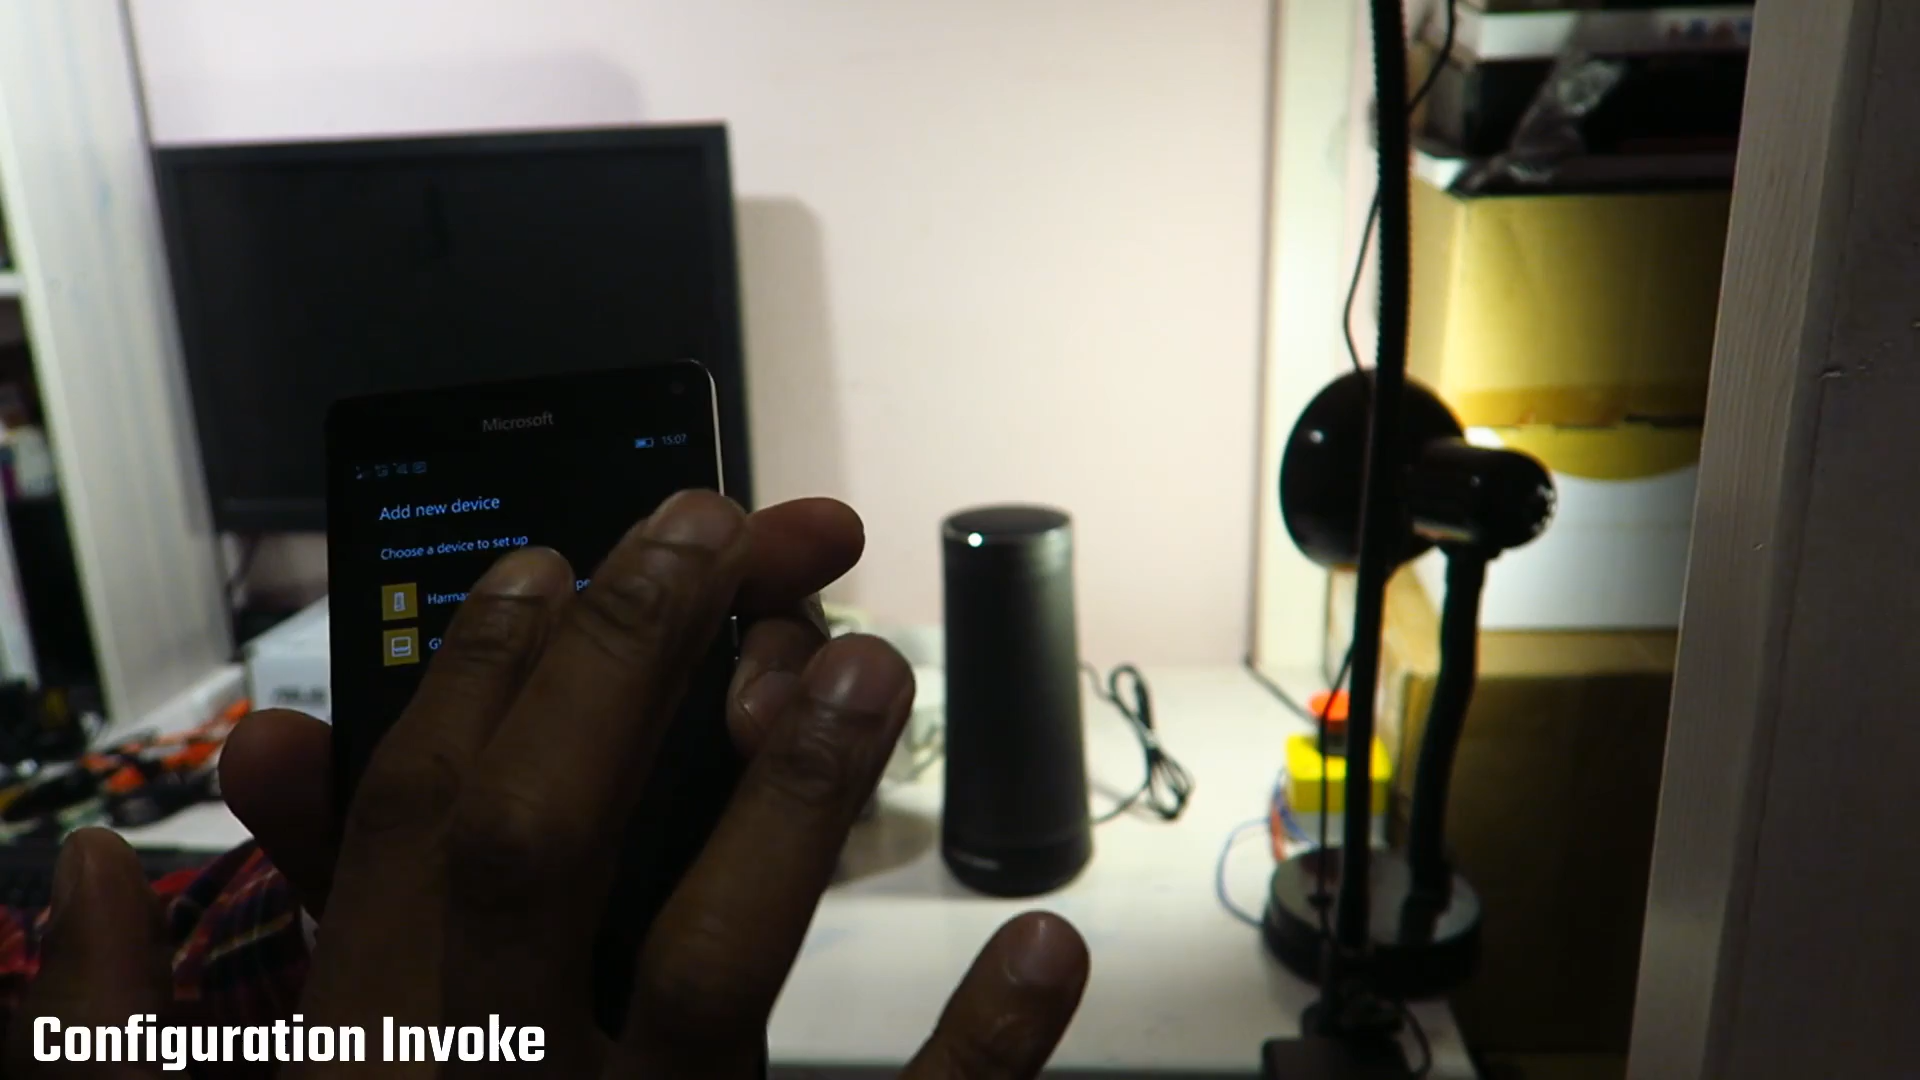 Microsoft
15:07
Add new device
Choose a device to set up
Configuration Invoke